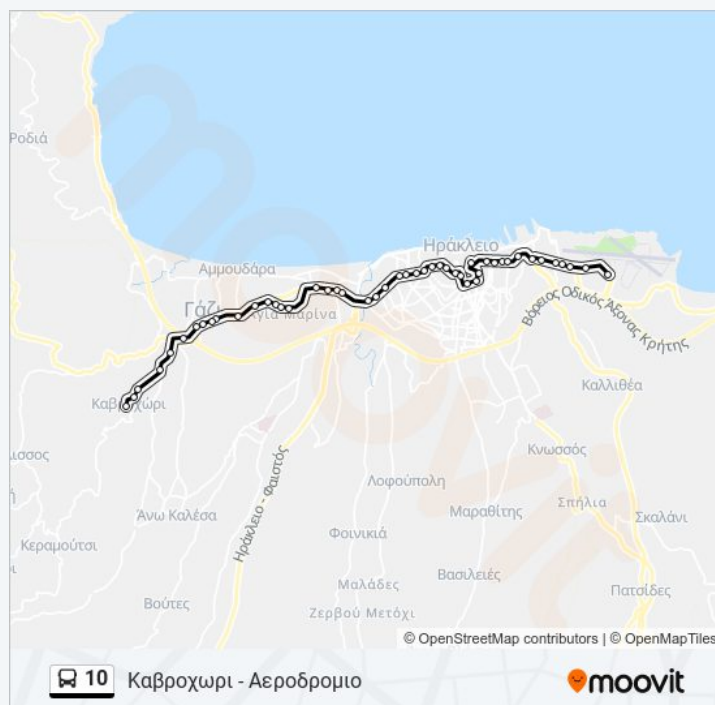 Ροδιά
Ηράκλειο
Αμμουδάρα
Γάζι
Αγία Μαρίνα
Βόρειος Οδικός Άξονας Κρήτης
Καλλιθέα
Καβροχώρι
Κνωσσός
Ηράκλειο - Φαιστός
Λοφούπολη
Σπήλια
Άνω Καλέσα
Μαραθίτης
Σκαλάνι
Κεραμούτσι
Φοινικιά
Βασιλειές
Μαλάδες
Πατσίδες
Βούτες
Ζερβού Μετόχι
© OpenStreetMap contributors | © OpenMapTiles
10 Καβροχωρι - Αεροδρομιο
moovit